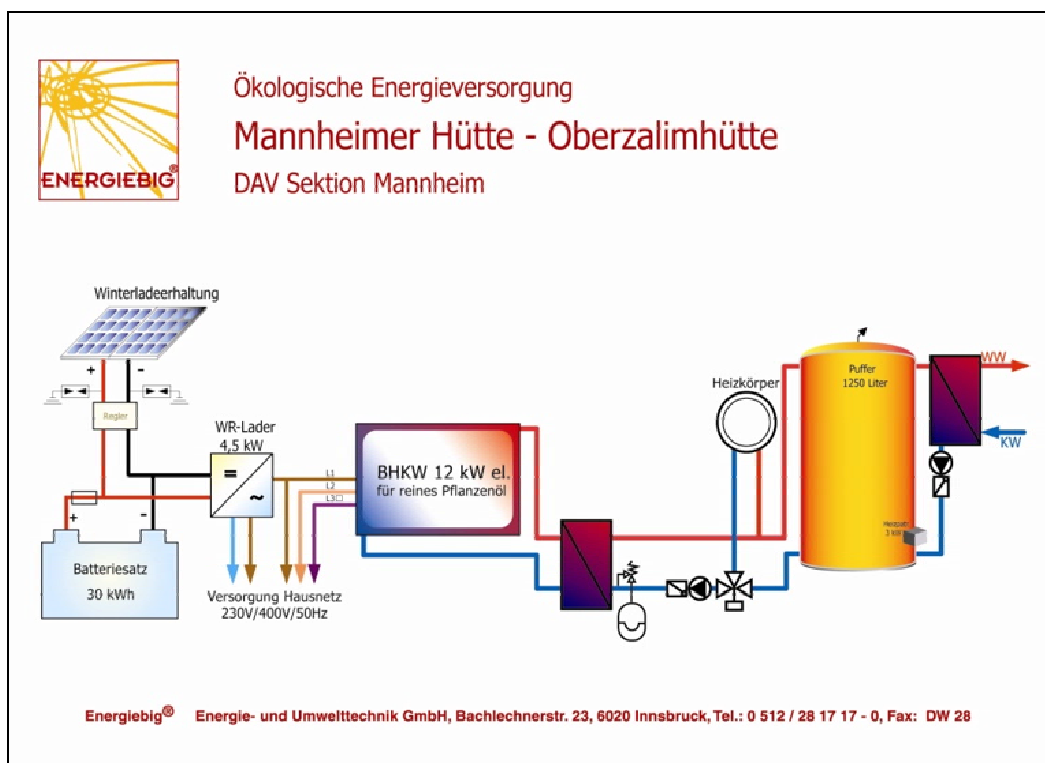 ENERGIEBIG®
Ökologische Energieversorgung
Mannheimer Hütte - Oberzalimhütte
DAV Sektion Mannheim
Winterladeerhaltung
+
-
Regler
WR-Lader
4,5 kW
=
~
L1
L2
L3□
BHKW 12 kW el.
für reines Pflanzenöl
Heizkörper
Puffer
1250 Liter
WW
KW
Heizpatr.
3 kW
+
-
Batteriesatz
30 kWh
Versorgung Hausnetz
230V/400V/50Hz
Energiebig® Energie- und Umwelttechnik GmbH, Bachlechnerstr. 23, 6020 Innsbruck, Tel.: 0 512 / 28 17 17 - 0, Fax: DW 28